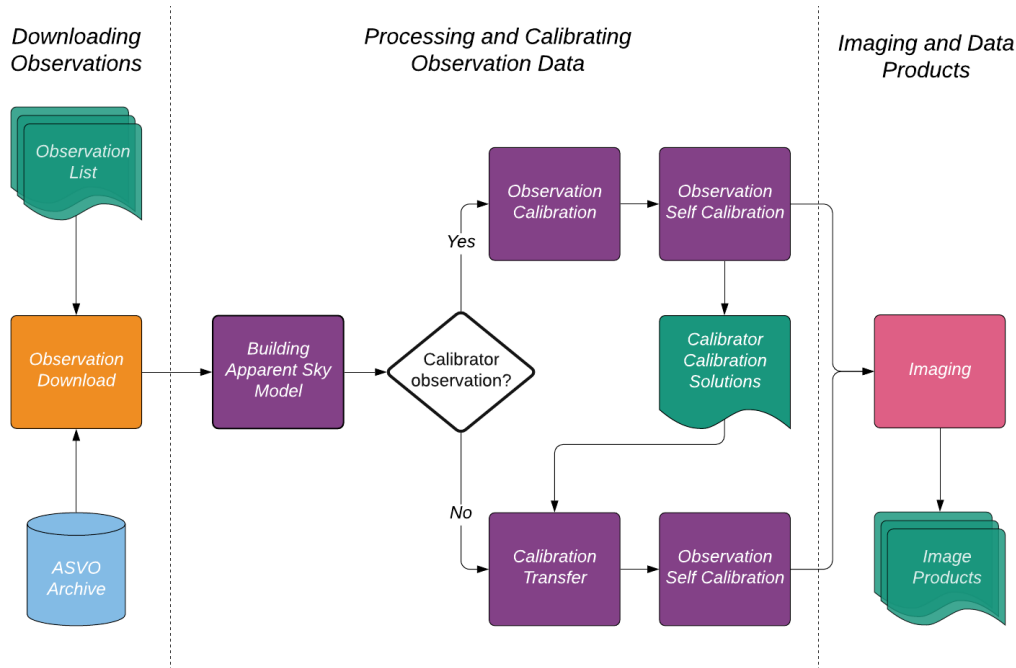 Downloading
Observations
Processing and Calibrating
Observation Data
Imaging and Data
Products
Observation
List
Observation
Calibration
Observation
Self Calibration
Yes
Observation
Download
Building
Apparent Sky
Model
Calibrator
observation?
Calibrator
Calibration
Solutions
Imaging
No
ASVO
Archive
Calibration
Transfer
Observation
Self Calibration
Image
Products